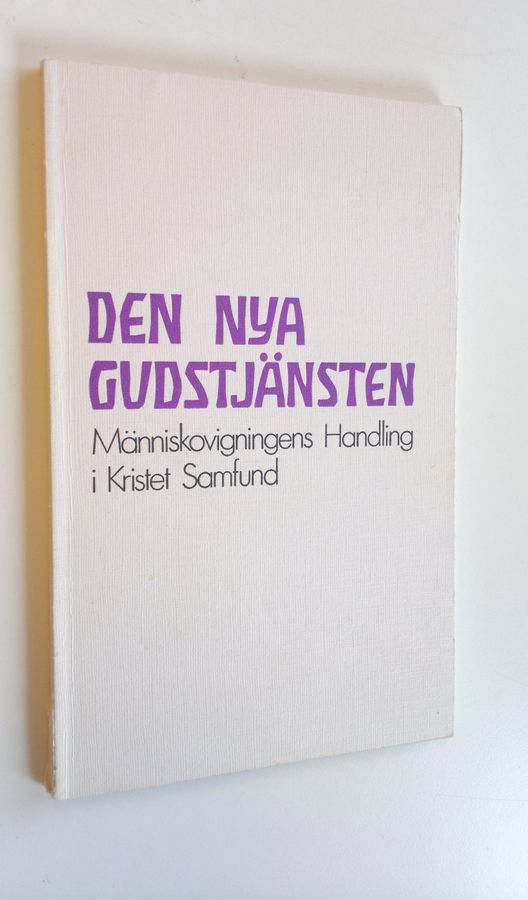 DEN NYA
GUDSTJÄNSTEN
Människovigningens Handling
i Kristet Samfund